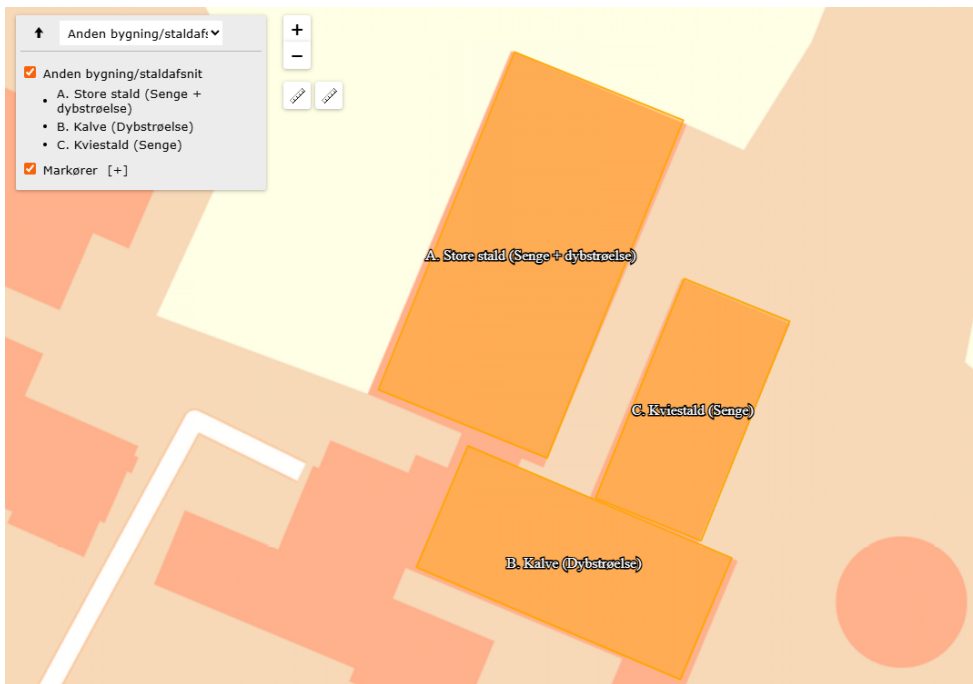 Anden bygning/staldafs
Anden bygning/staldafsnit
A. Store stald (Senge +
dybstrøelse)
B. Kalve (Dybstrøelse)
C. Kviestald (Senge)
Markører [+]
+
−
A. Store stald (Senge + dybstrøelse)
C. Kviestald (Senge)
B. Kalve (Dybstrøelse)